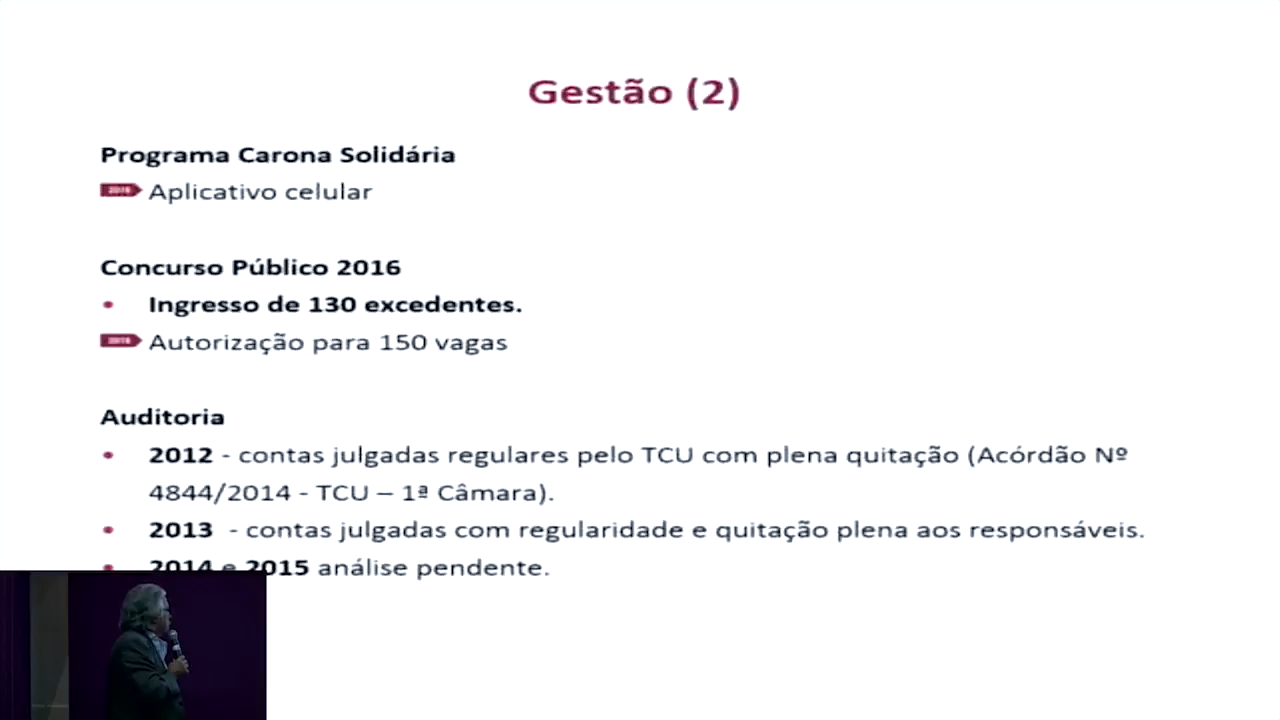 Gestão (2)
Programa Carona Solidária
Aplicativo celular
Concurso Público 2016
• Ingresso de 130 excedentes.
Autorização para 150 vagas
Auditoria
• 2012 - contas julgadas regulares pelo TCU com plena quitação (Acórdão Nº
4844/2014 - TCU – 1ª Câmara).
• 2013 - contas julgadas com regularidade e quitação plena aos responsáveis.
• 2014 e 2015 análise pendente.